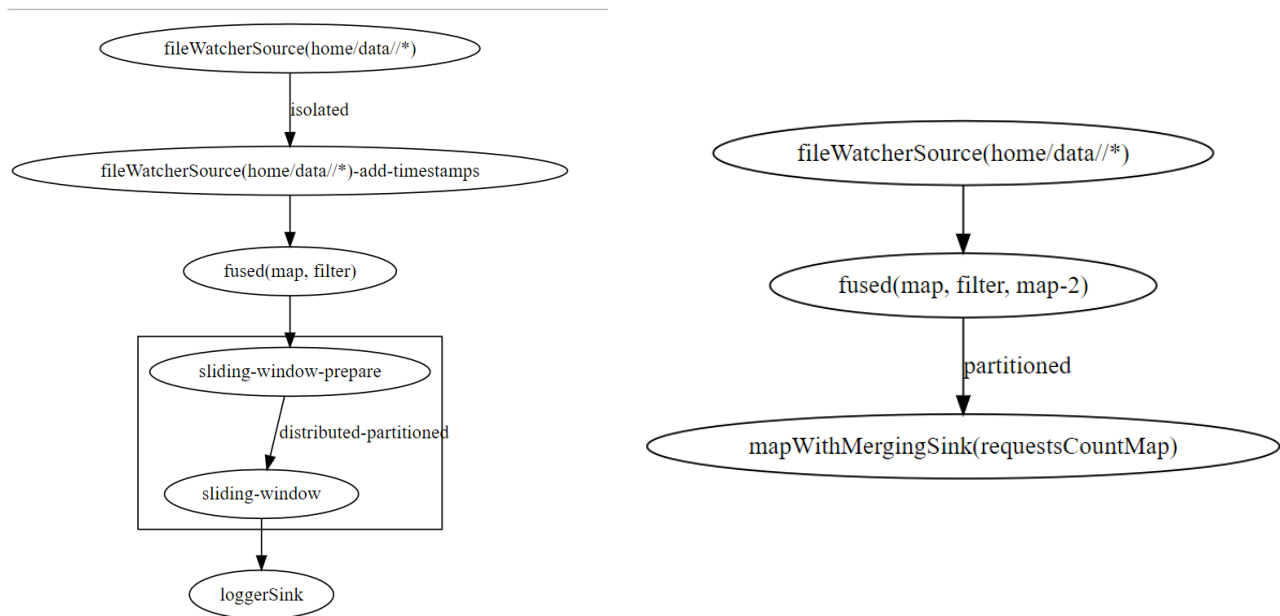 fileWatcherSource(home/data//*)
isolated
fileWatcherSource(home/data//*)-add-timestamps
fused(map, filter)
sliding-window-prepare
distributed-partitioned
sliding-window
loggerSink
fileWatcherSource(home/data//*)
fused(map, filter, map-2)
partitioned
mapWithMergingSink(requestsCountMap)